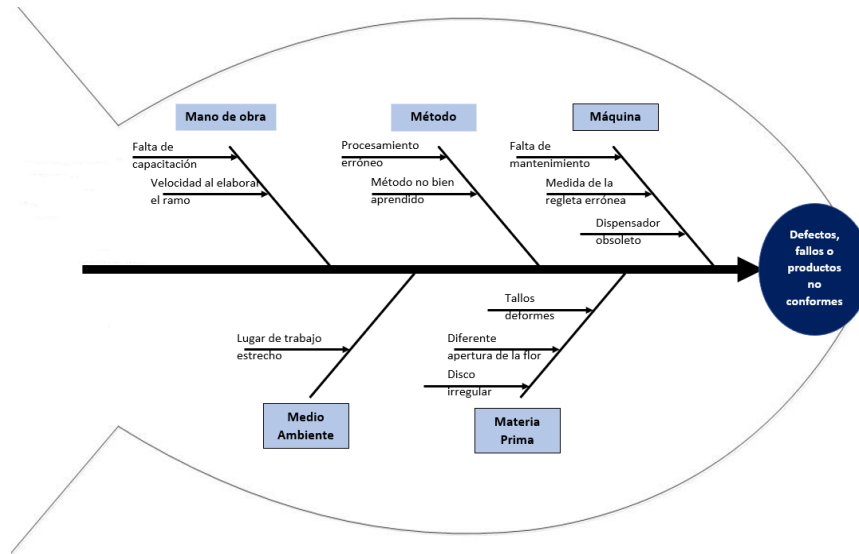 Mano de obra
Falta de
capacitación
Velocidad al elaborar
el ramo
Método
Procesamiento
erróneo
Método no bien
aprendido
Máquina
Falta de
mantenimiento
Medida de la
regleta errónea
Dispensador
obsoleto
Defectos,
fallos o
productos
no
conformes
Lugar de trabajo
estrecho
Medio
Ambiente
Tallos
deformes
Diferente
apertura de la flor
Disco
irregular
Materia
Prima